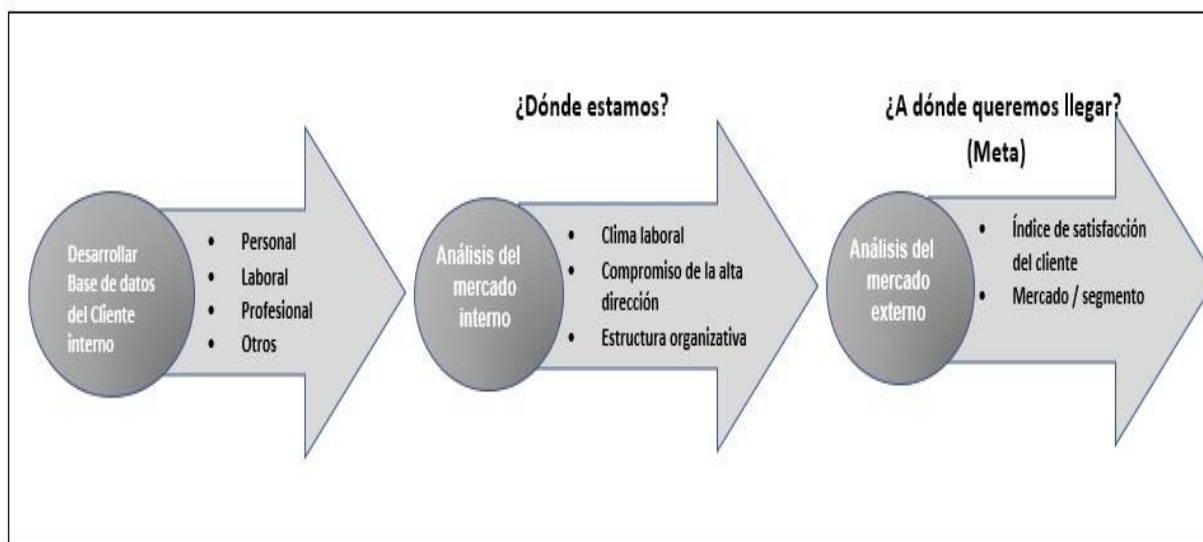 ¿Dónde estamos?
¿A dónde queremos llegar?
(Meta)
Desarrollar
Base de datos
del Cliente
interno
• Personal
• Laboral
• Profesional
• Otros
Análisis del
mercado
interno
• Clima laboral
• Compromiso de la alta
dirección
• Estructura organizativa
Análisis del
mercado
externo
• Índice de satisfacción
del cliente
• Mercado / segmento